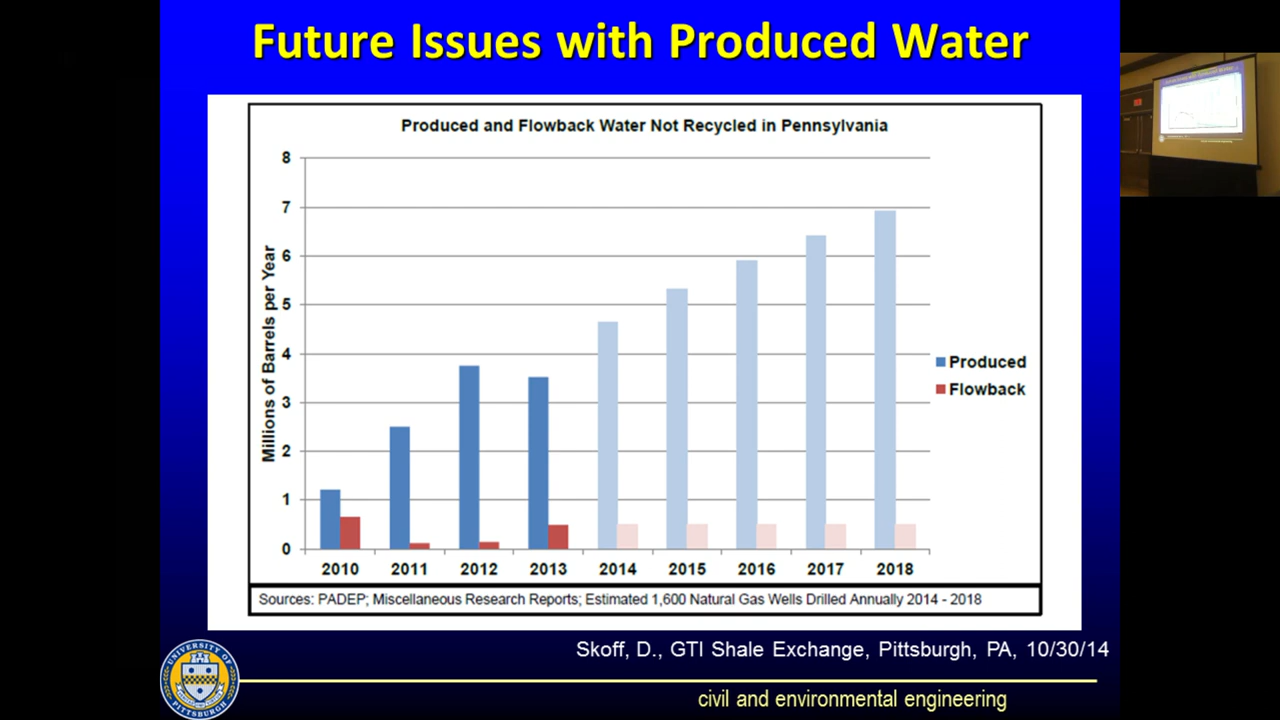 Future Issues with Produced Water
Produced and Flowback Water Not Recycled in Pennsylvania
Millions of Barrels per Year
8
7
6
5
4
3
2
1
0
2010 2011 2012 2013 2014 2015 2016 2017 2018
Produced
Flowback
Sources: PADEP; Miscellaneous Research Reports; Estimated 1,600 Natural Gas Wells Drilled Annually 2014 - 2018
Skoff, D., GTI Shale Exchange, Pittsburgh, PA, 10/30/14
UNIVERSITY OF
PITTSBURGH
civil and environmental engineering